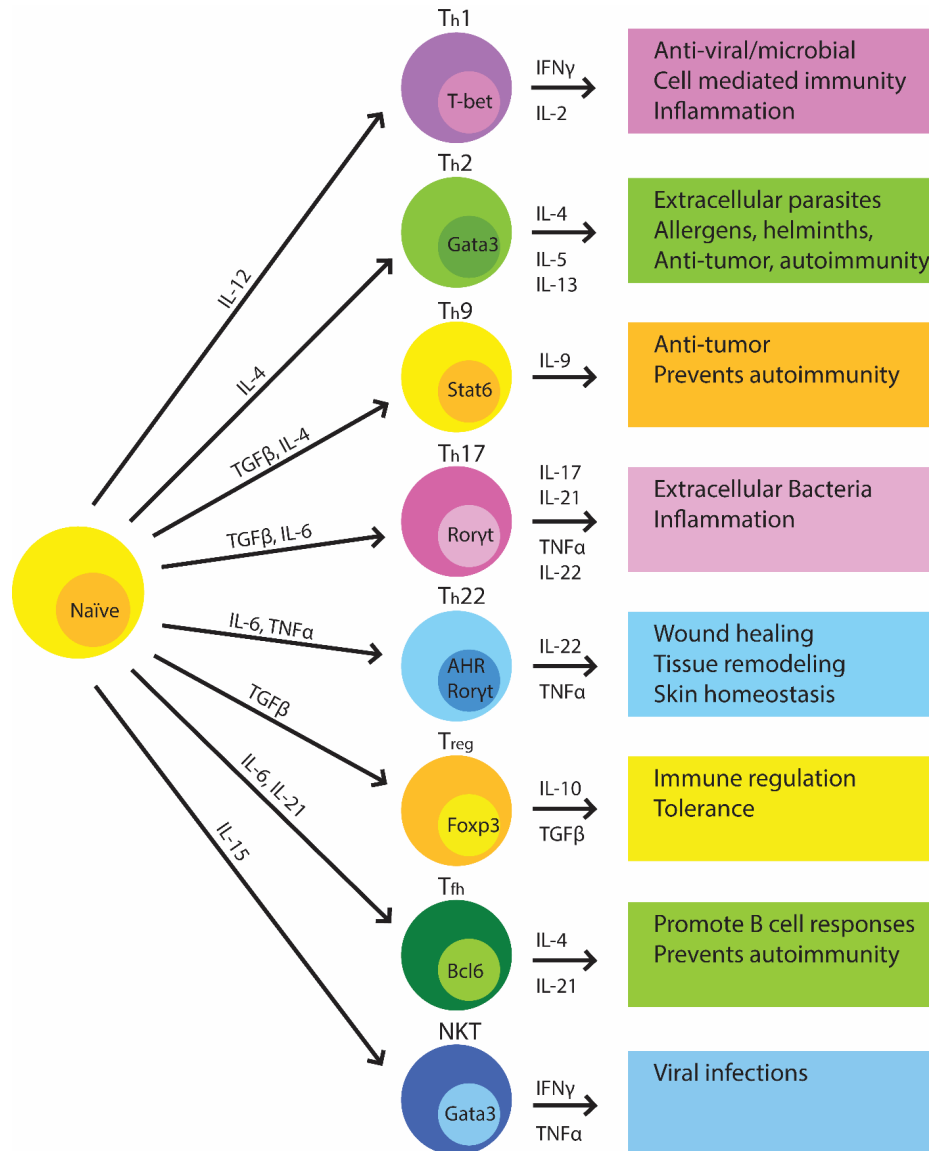 Th1
T-bet
IFNγ
IL-2
Anti-viral/microbial
Cell mediated immunity
Inflammation
IL-12
Th2
Gata3
IL-4
IL-5
IL-13
Extracellular parasites
Allergens, helminths,
Anti-tumor, autoimmunity
IL-4
Th9
Stat6
IL-9
Anti-tumor
Prevents autoimmunity
TGFβ, IL-4
Th17
Rorγt
IL-17
IL-21
TNFα
IL-22
Extracellular Bacteria
Inflammation
TGFβ, IL-6
Naïve
Th22
AHR
Rorγt
IL-22
TNFα
Wound healing
Tissue remodeling
Skin homeostasis
IL-6, TNFα
Treg
Foxp3
IL-10
TGFβ
Immune regulation
Tolerance
TGFβ
Tfh
Bcl6
IL-4
IL-21
Promote B cell responses
Prevents autoimmunity
IL-6, IL-21
NKT
Gata3
IFNγ
TNFα
Viral infections
IL-15